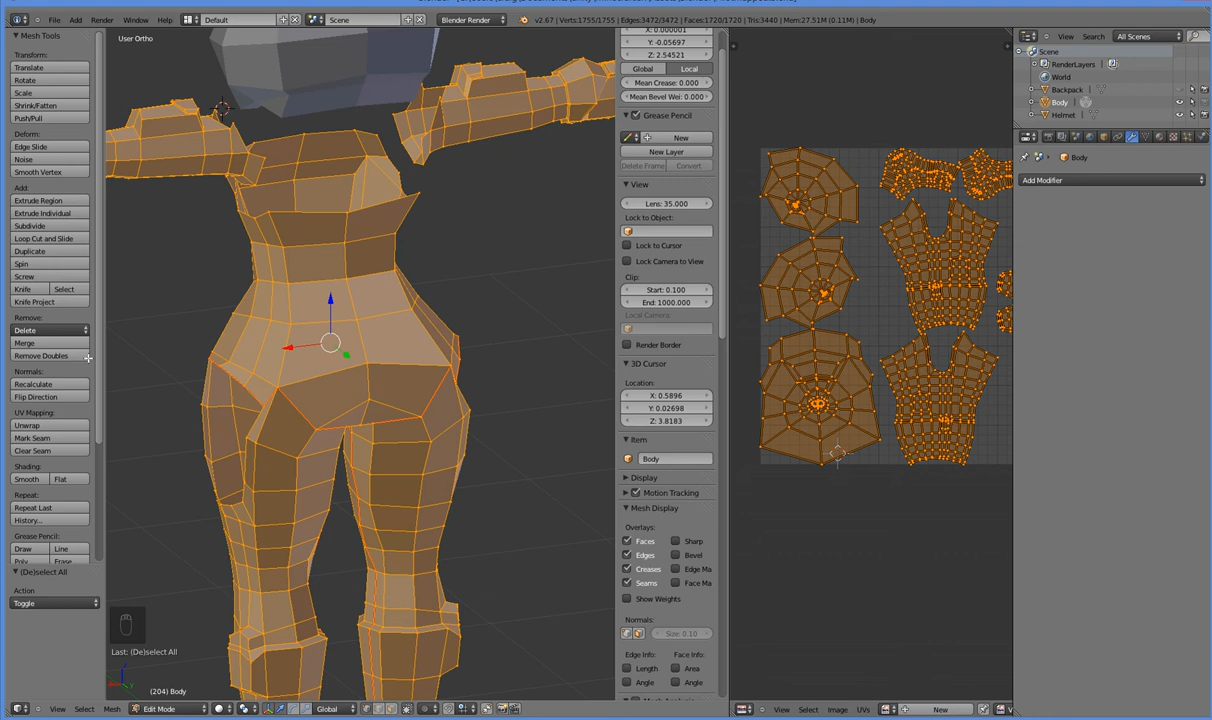 File
Add
Render
Window
Help
Default
Scene
Blender Render
v2.67 | Verts:1755/1755 | Edges:3472/3472 | Faces:1720/1720 | Tris:3440 | Mem:27.51M (0.11M) | Body
Mesh Tools
Transform:
Translate
Rotate
Scale
Shrink/Fatten
Push/Pull
Deform:
Edge Slide
Noise
Smooth Vertex
Add:
Extrude Region
Extrude Individual
Subdivide
Loop Cut and Slide
Duplicate
Spin
Screw
Knife Select
Knife Project
Remove:
Delete
Merge
Remove Doubles
Normals:
Recalculate
Flip Direction
UV Mapping:
Unwrap
Mark Seam
Clear Seam
Shading:
Smooth Flat
Repeat:
Repeat Last
History...
Grease Pencil:
Draw Line
Poly Erase
(De)select All
Action
Toggle
User Ortho
Last: (De)select All
(204) Body
X: 0.000001
Y: -0.05697
Z: 2.54521
Global Local
Mean Crease: 0.000
Mean Bevel Wei: 0.000
Grease Pencil
New
New Layer
Delete Frame Convert
View
Lens: 35.000
Lock to Object:
Lock to Cursor
Lock Camera to View
Clip:
Start: 0.100
End: 1000.000
Local Camera:
Render Border
3D Cursor
Location:
X: 0.5896
Y: 0.02698
Z: 3.8183
Item
Body
Display
Motion Tracking
Mesh Display
Overlays:
Faces Sharp
Edges Bevel
Creases Edge Ma
Seams Face Ma
Show Weights
Normals:
Size: 0.10
Edge Info: Face Info:
Length Area
Angle Angle
View Search All Scenes
Scene
RenderLayers
World
Backpack
Body
Helmet
Body
Add Modifier
View Select Mesh Edit Mode Global
View Select Image UVs New